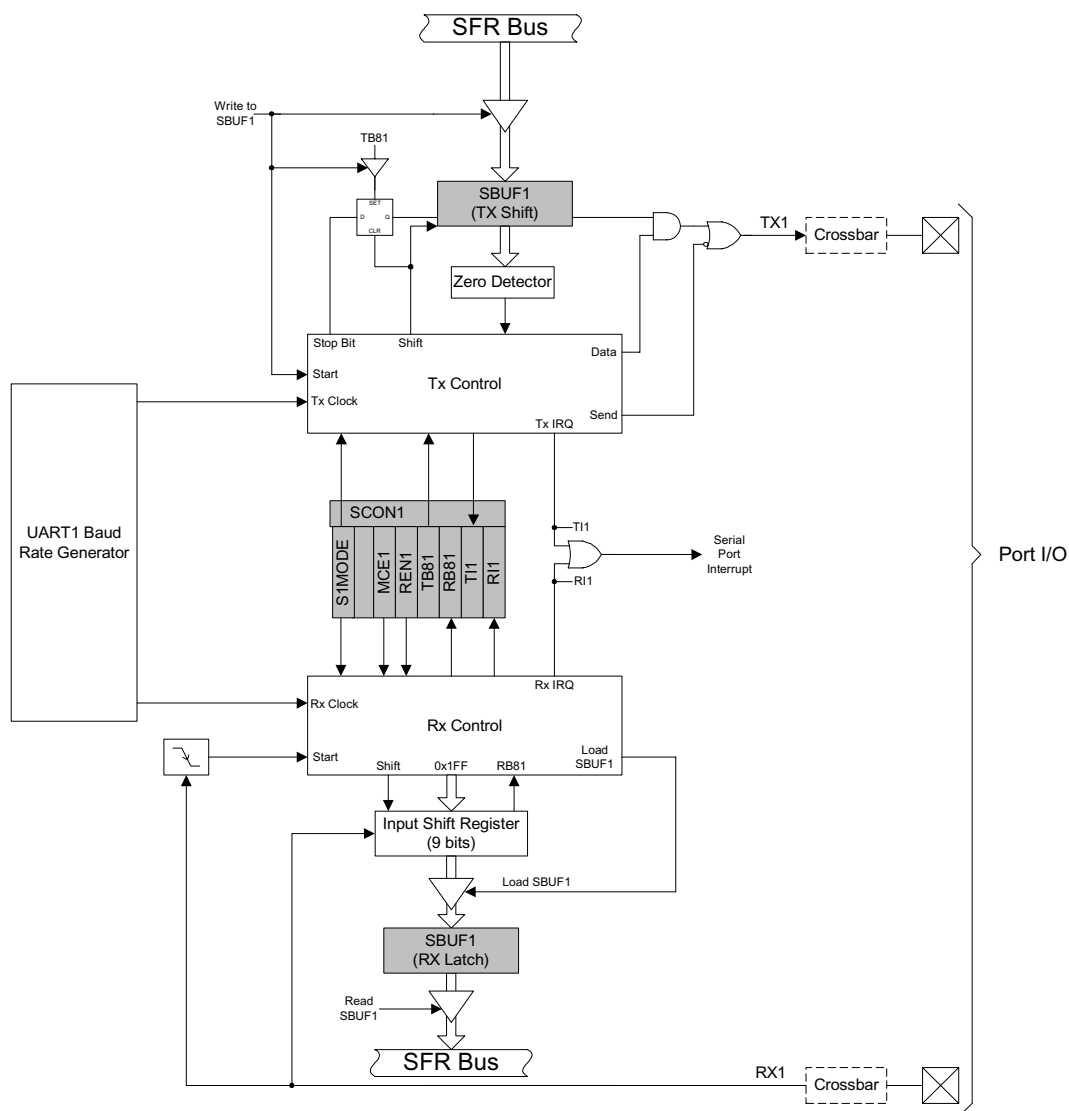 SFR Bus
Write to
SBUF1
TB81
SET
D
Q
CLR
SBUF1
(TX Shift)
TX1
Crossbar
Zero Detector
Stop Bit
Shift
Data
Start
Tx Control
Tx Clock
Send
Tx IRQ
UART1 Baud
Rate Generator
SCON1
S1MODE
MCE1
REN1
TB81
RB81
TI1
RI1
TI1
Serial
Port
Interrupt
RI1
Port I/O
Rx IRQ
Rx Clock
Rx Control
Start
Load
SBUF1
Shift
0x1FF
RB81
Input Shift Register
(9 bits)
Load SBUF1
SBUF1
(RX Latch)
Read
SBUF1
SFR Bus
RX1
Crossbar